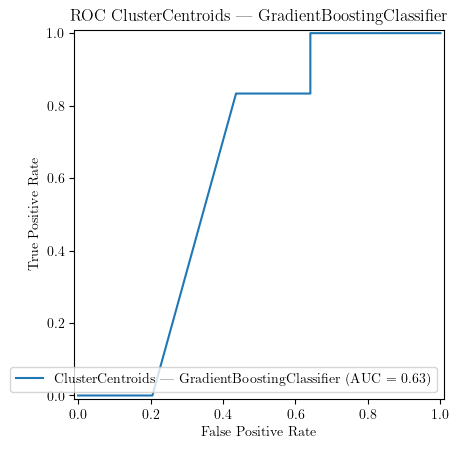 ROC ClusterCentroids — GradientBoostingClassifier
1.0
0.8
0.6
0.4
0.2
0.0
True Positive Rate
ClusterCentroids — GradientBoostingClassifier (AUC = 0.63)
0.0 0.2 0.4 0.6 0.8 1.0
False Positive Rate